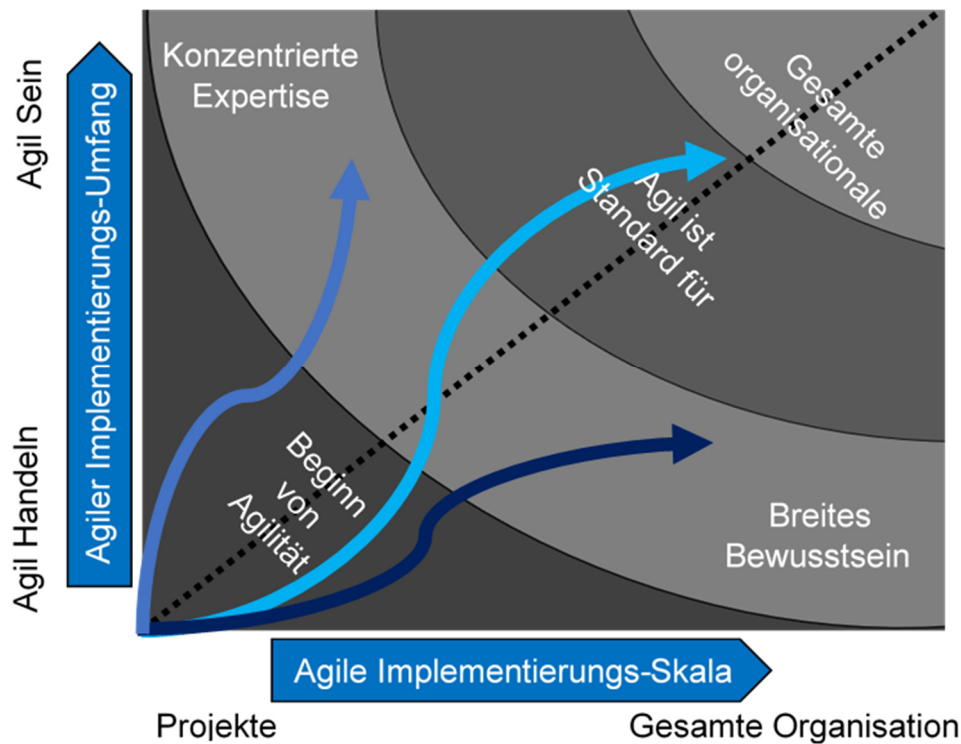 Agil Sein
Agil Handeln
Agiler Implementierungs-Umfang
Konzentrierte
Expertise
Gesamte
organisationale
Agil ist
Standard für
Beginn
von
Agilität
Breites
Bewusstsein
Agile Implementierungs-Skala
Projekte
Gesamte Organisation